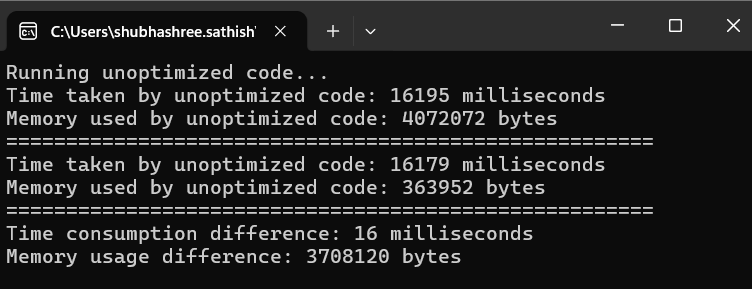 C:\Users\shubhashree.sathish\
Running unoptimized code...
Time taken by unoptimized code: 16195 milliseconds
Memory used by unoptimized code: 4072072 bytes
======================================================
Time taken by unoptimized code: 16179 milliseconds
Memory used by unoptimized code: 363952 bytes
======================================================
Time consumption difference: 16 milliseconds
Memory usage difference: 3708120 bytes